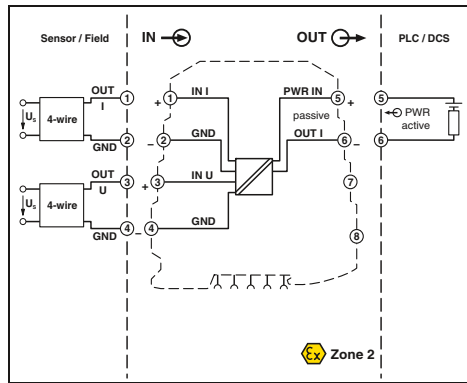 Sensor / Field
IN
OUT
PLC / DCS
OUT
I
1
+ 1
IN I
PWR IN
5 +
5
passive
PWR
active
4-wire
Us
GND
2
– 2
GND
OUT I
6 –
6
OUT
U
3
+ 3
IN U
7
4-wire
Us
GND
4 – 4
GND
8
Ex Zone 2